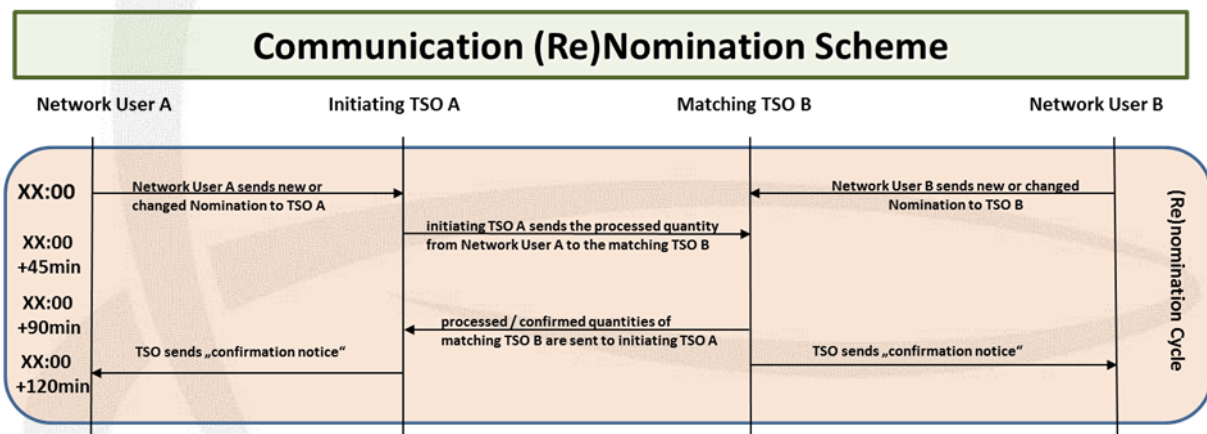 Communication (Re)Nomination Scheme
Network User A
Initiating TSO A
Matching TSO B
Network User B
XX:00
Network User A sends new or
changed Nomination to TSO A
Network User B sends new or changed
Nomination to TSO B
XX:00
+45min
initiating TSO A sends the processed quantity
from Network User A to the matching TSO B
XX:00
+90min
processed / confirmed quantities of
matching TSO B are sent to initiating TSO A
XX:00
+120min
TSO sends „confirmation notice“
TSO sends „confirmation notice“
(Re)nomination Cycle